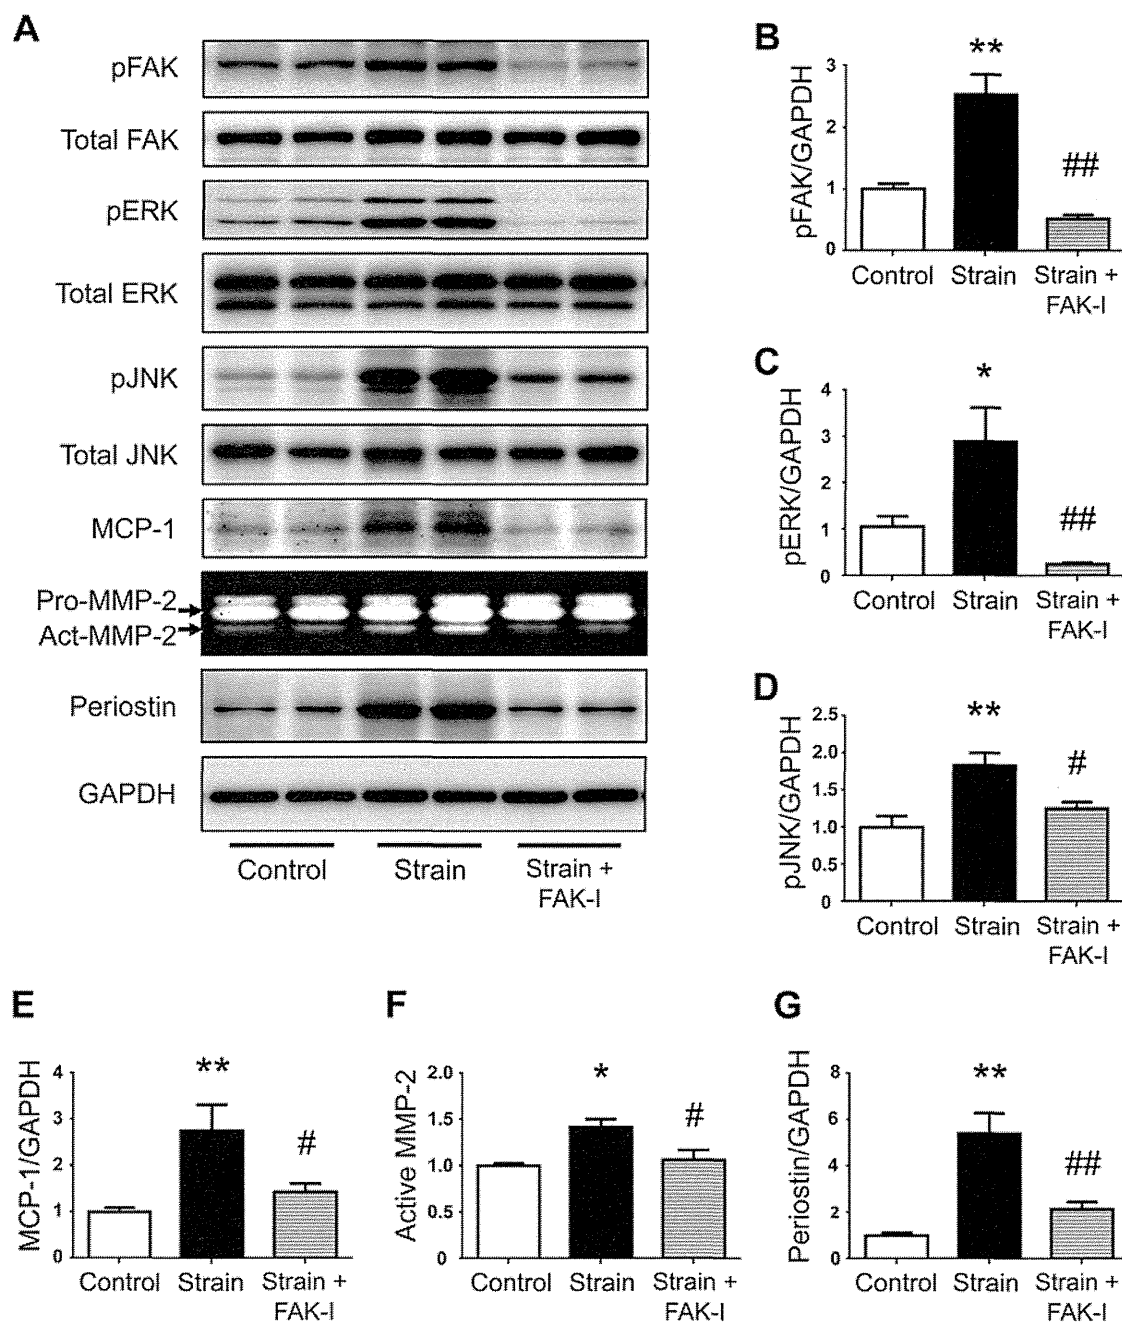 A
pFAK
Total FAK
pERK
Total ERK
pJNK
Total JNK
MCP-1
Pro-MMP-2
Act-MMP-2
Periostin
GAPDH
Control
Strain
Strain +
FAK-I
B
pFAK/GAPDH
3
2
1
0
**
##
Control
Strain
Strain +
FAK-I
C
pERK/GAPDH
4
3
2
1
0
*
##
Control
Strain
Strain +
FAK-I
D
pJNK/GAPDH
2.5
2.0
1.5
1.0
0.5
0
**
#
Control
Strain
Strain +
FAK-I
E
MCP-1/GAPDH
4
3
2
1
0
**
#
Control
Strain
Strain +
FAK-I
F
Active MMP-2
2.0
1.5
1.0
0.5
0
*
#
Control
Strain
Strain +
FAK-I
G
Periostin/GAPDH
8
6
4
2
0
**
##
Control
Strain
Strain +
FAK-I